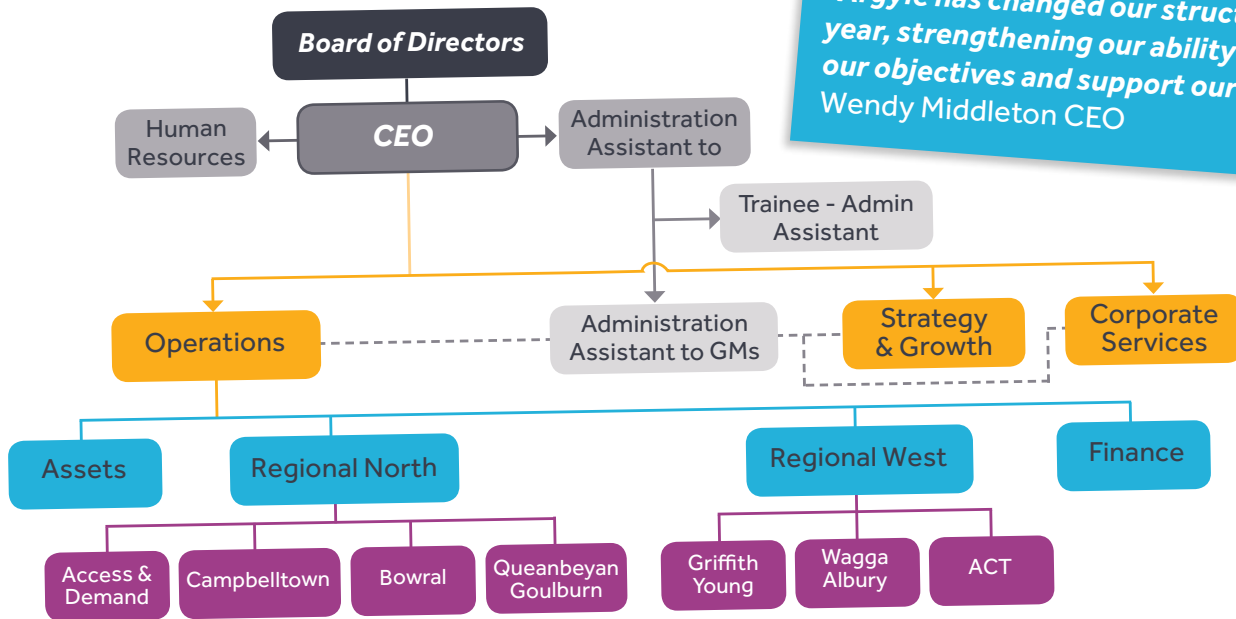 Board of Directors
Argyle has changed our
year, strengthening our ability
our objectives and support our
Wendy Middleton CEO
Human
Resources
CEO
Administration
Assistant to
Trainee - Admin
Assistant
Operations
Administration
Assistant to GMs
Strategy
& Growth
Corporate
Services
Assets
Regional North
Regional West
Finance
Access &
Demand
Campbelltown
Bowral
Queanbeyan
Goulburn
Griffith
Young
Wagga
Albury
ACT